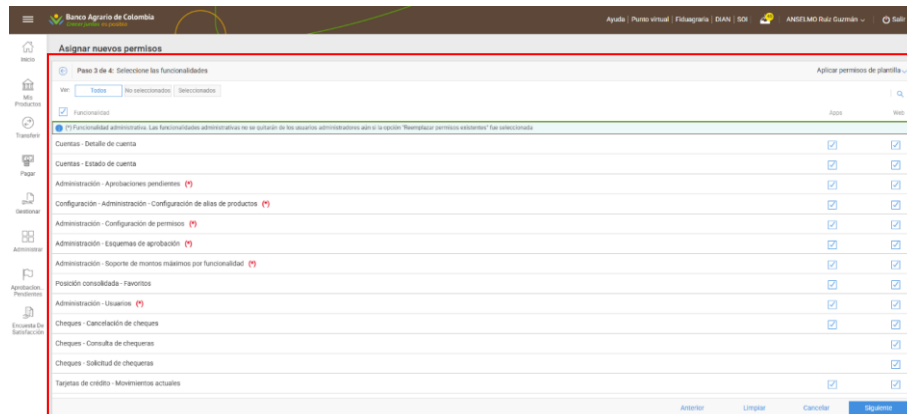 Banco Agrario de Colombia
Ayuda | Punto virtual | Fiduagraria | DIAN | SOI | ANSELMO Ruiz Guzmán | Salir
Asignar nuevos permisos
Inicio
Mis Productos
Transferir
Pagar
Gestionar
Administrar
Aprobacion... Pendientes
Encuesta De Satisfacción
Paso 3 de 4: Seleccione las funcionalidades Aplicar permisos de plantilla
Ver: Todos No seleccionados Seleccionados
Funcionalidad Apps Web
(*) Funcionalidad administrativa. Las funcionalidades administrativas no se quitarán de los usuarios administradores aún si la opción "Reemplazar permisos existentes" fue seleccionada
Cuentas - Detalle de cuenta
Cuentas - Estado de cuenta
Administración - Aprobaciones pendientes (*)
Configuración - Administración - Configuración de alias de productos (*)
Administración - Configuración de permisos (*)
Administración - Esquemas de aprobación (*)
Administración - Soporte de montos máximos por funcionalidad (*)
Posición consolidada - Favoritos
Administración - Usuarios (*)
Cheques - Cancelación de cheques
Cheques - Consulta de chequeras
Cheques - Solicitud de chequeras
Tarjetas de crédito - Movimientos actuales
Anterior Limpiar Cancelar Siguiente